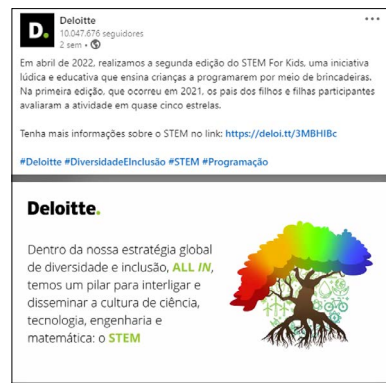 Deloitte
10.047.676 seguidores
2 sem •
Em abril de 2022, realizamos a segunda edição do STEM For Kids, uma iniciativa
lúdica e educativa que ensina crianças a programarem por meio de brincadeiras.
Na primeira edição, que ocorreu em 2021, os pais dos filhos e filhas participantes
avaliaram a atividade em quase cinco estrelas.
Tenha mais informações sobre o STEM no link: https://deloi.tt/3MBHIBc
#Deloitte #DiversidadeEInclusão #STEM #Programação
Deloitte.
Dentro da nossa estratégia global
de diversidade e inclusão, ALL IN,
temos um pilar para interligar e
disseminar a cultura de ciência,
tecnologia, engenharia e
matemática: o STEM